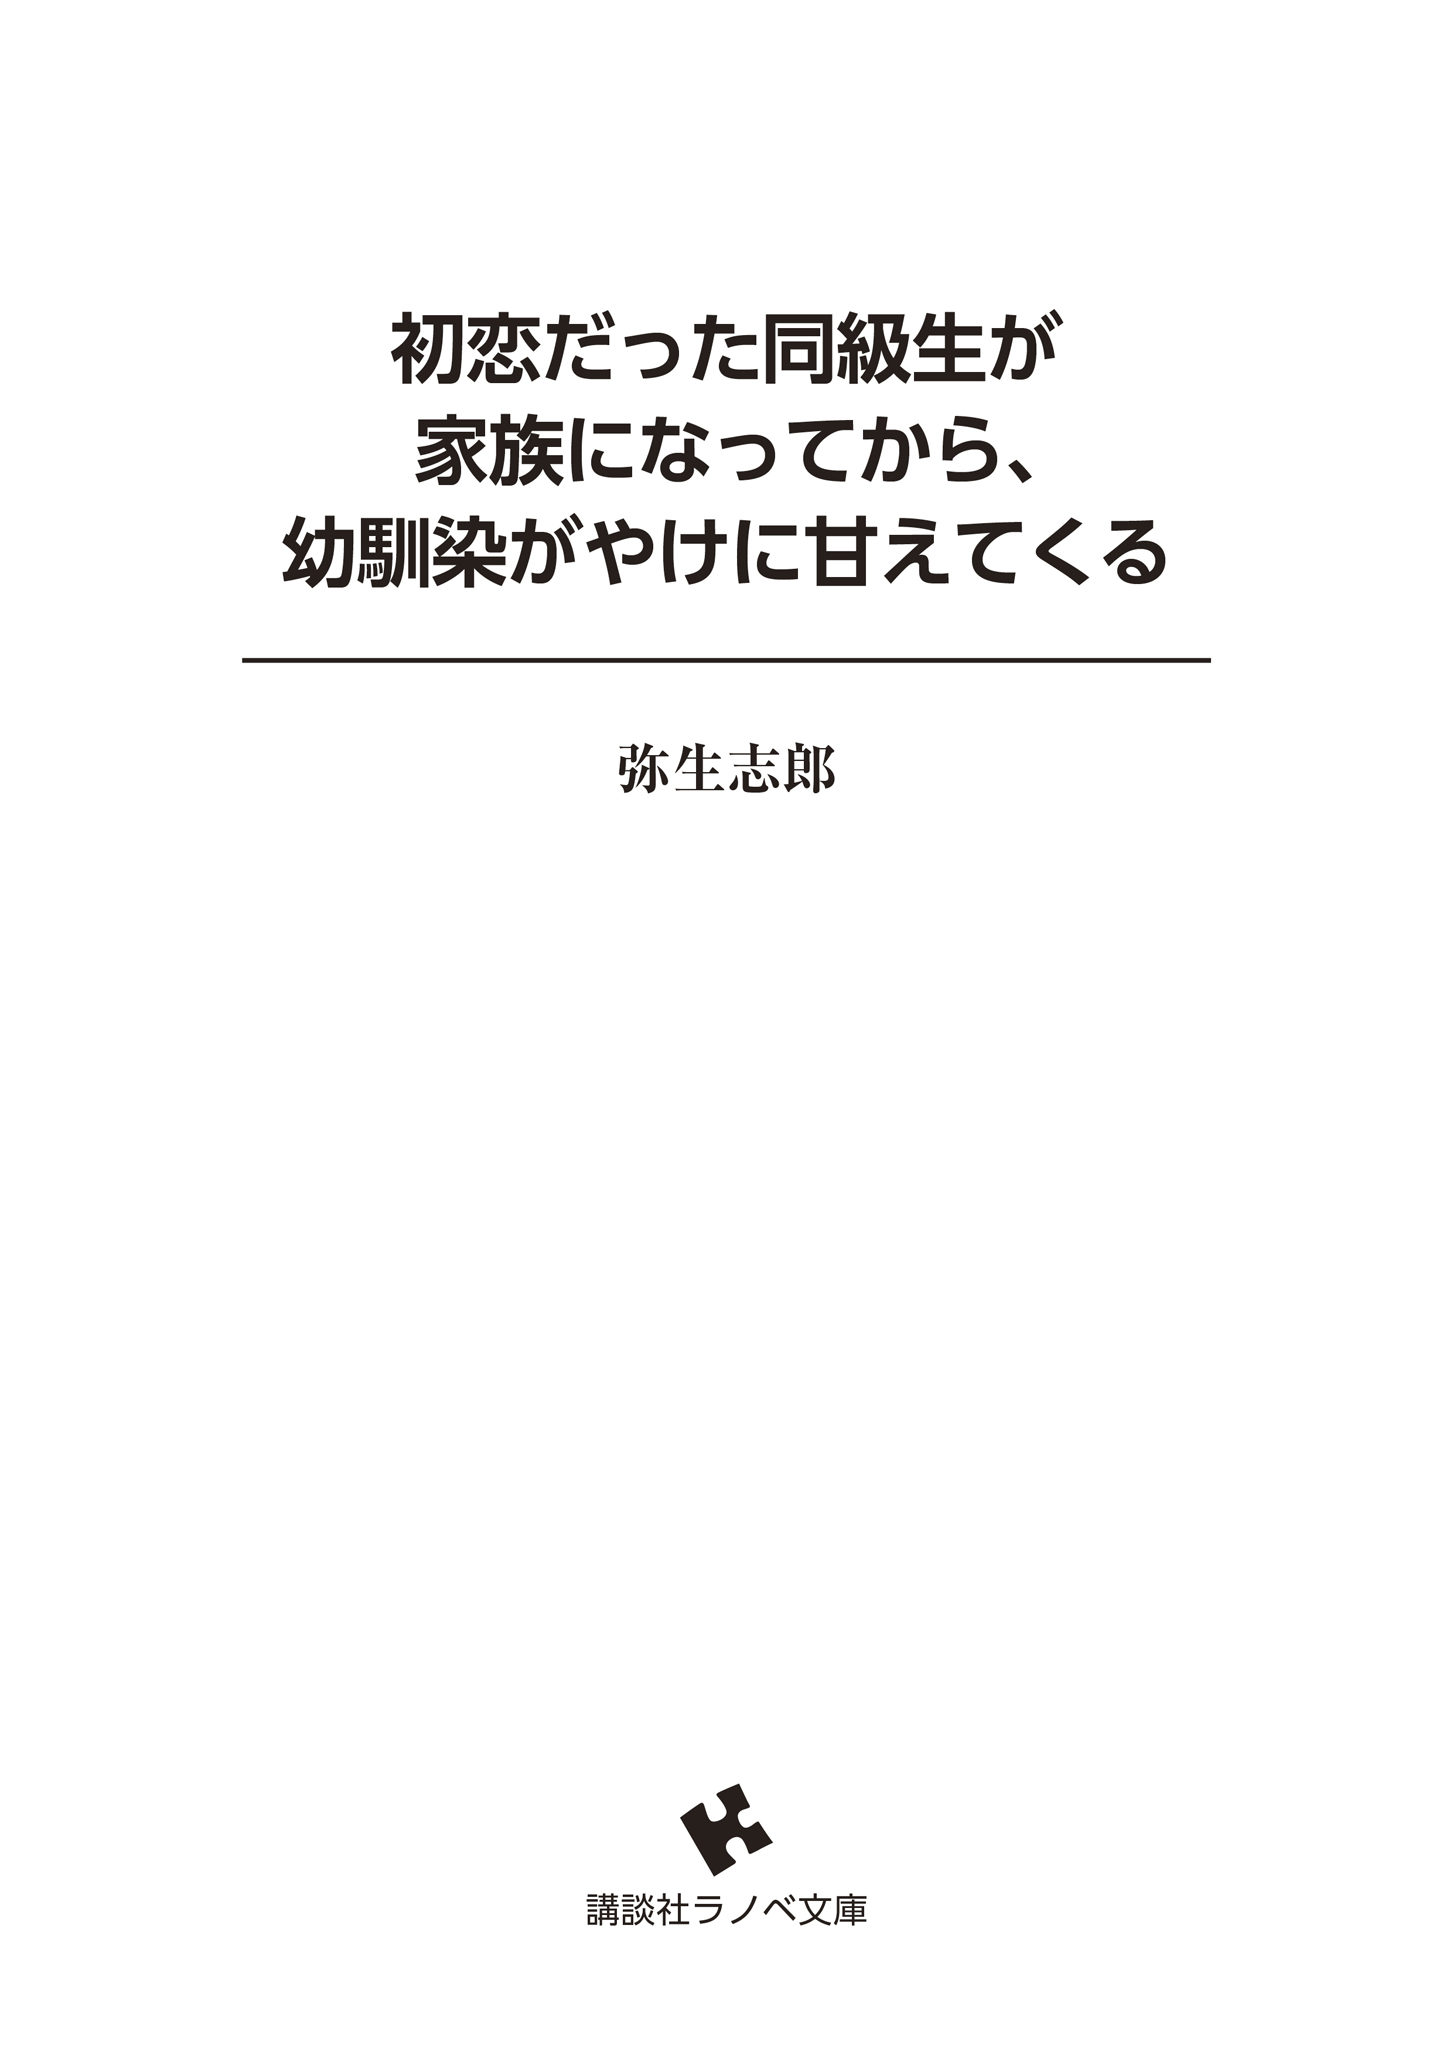 初恋だった同級生が
家族になってから、
幼馴染がやけに甘えてくる
弥生志郎
講談社ラノベ文庫